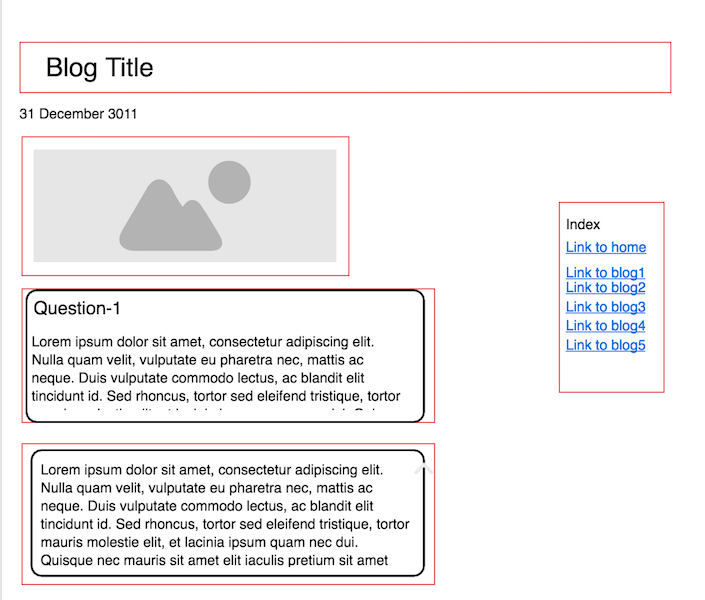 Blog Title
31 December 3011
Question-1
Lorem ipsum dolor sit amet, consectetur adipiscing elit.
Nulla quam velit, vulputate eu pharetra nec, mattis ac
neque. Duis vulputate commodo lectus, ac blandit elit
tincidunt id. Sed rhoncus, tortor sed eleifend tristique, tortor
Lorem ipsum dolor sit amet, consectetur adipiscing elit.
Nulla quam velit, vulputate eu pharetra nec, mattis ac
neque. Duis vulputate commodo lectus, ac blandit elit
tincidunt id. Sed rhoncus, tortor sed eleifend tristique, tortor
mauris molestie elit, et lacinia ipsum quam nec dui.
Quisque nec mauris sit amet elit iaculis pretium sit amet
Index
Link to home
Link to blog1
Link to blog2
Link to blog3
Link to blog4
Link to blog5